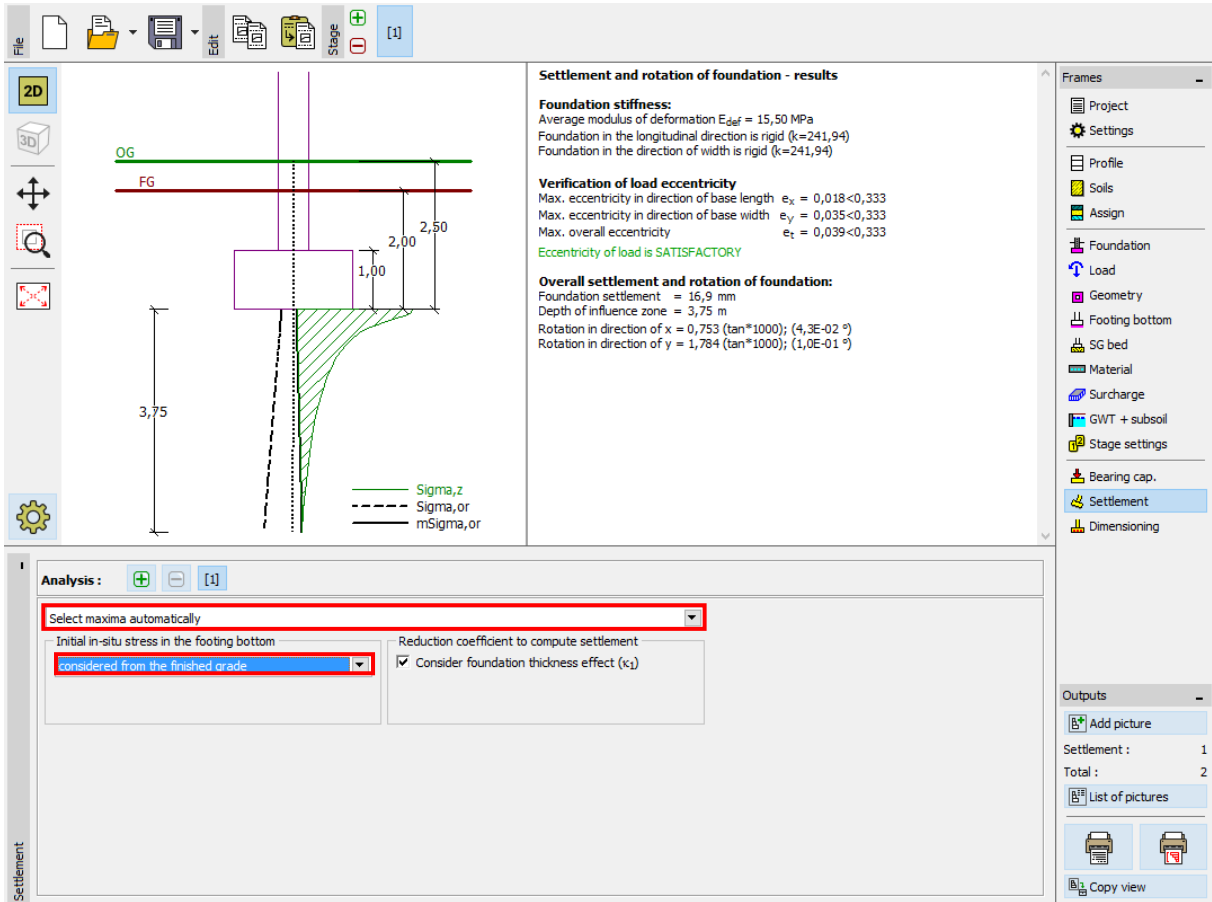 File
Edit
Stage
[1]
2D
3D
OG
FG
2,50
2,00
1,00
3,75
Sigma,z
Sigma,or
mSigma,or
Settlement and rotation of foundation - results
Foundation stiffness:
Average modulus of deformation Edef = 15,50 MPa
Foundation in the longitudinal direction is rigid (k=241,94)
Foundation in the direction of width is rigid (k=241,94)
Verification of load eccentricity
Max. eccentricity in direction of base length ex = 0,018<0,333
Max. eccentricity in direction of base width ey = 0,035<0,333
Max. overall eccentricity et = 0,039<0,333
Eccentricity of load is SATISFACTORY
Overall settlement and rotation of foundation:
Foundation settlement = 16,9 mm
Depth of influence zone = 3,75 m
Rotation in direction of x = 0,753 (tan*1000); (4,3E-02 °)
Rotation in direction of y = 1,784 (tan*1000); (1,0E-01 °)
Frames
Project
Settings
Profile
Soils
Assign
Foundation
Load
Geometry
Footing bottom
SG bed
Material
Surcharge
GWT + subsoil
Stage settings
Bearing cap.
Settlement
Dimensioning
Analysis :
[1]
Select maxima automatically
Initial in-situ stress in the footing bottom
considered from the finished grade
Reduction coefficient to compute settlement
Consider foundation thickness effect (κ1)
Settlement
Outputs
Add picture
Settlement : 1
Total : 2
List of pictures
Copy view